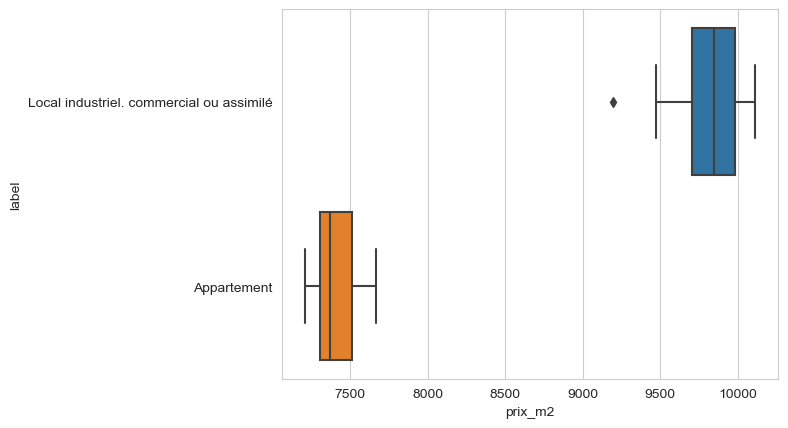 Local industriel. commercial ou assimilé
label
Appartement
7500 8000 8500 9000 9500 10000
prix_m2